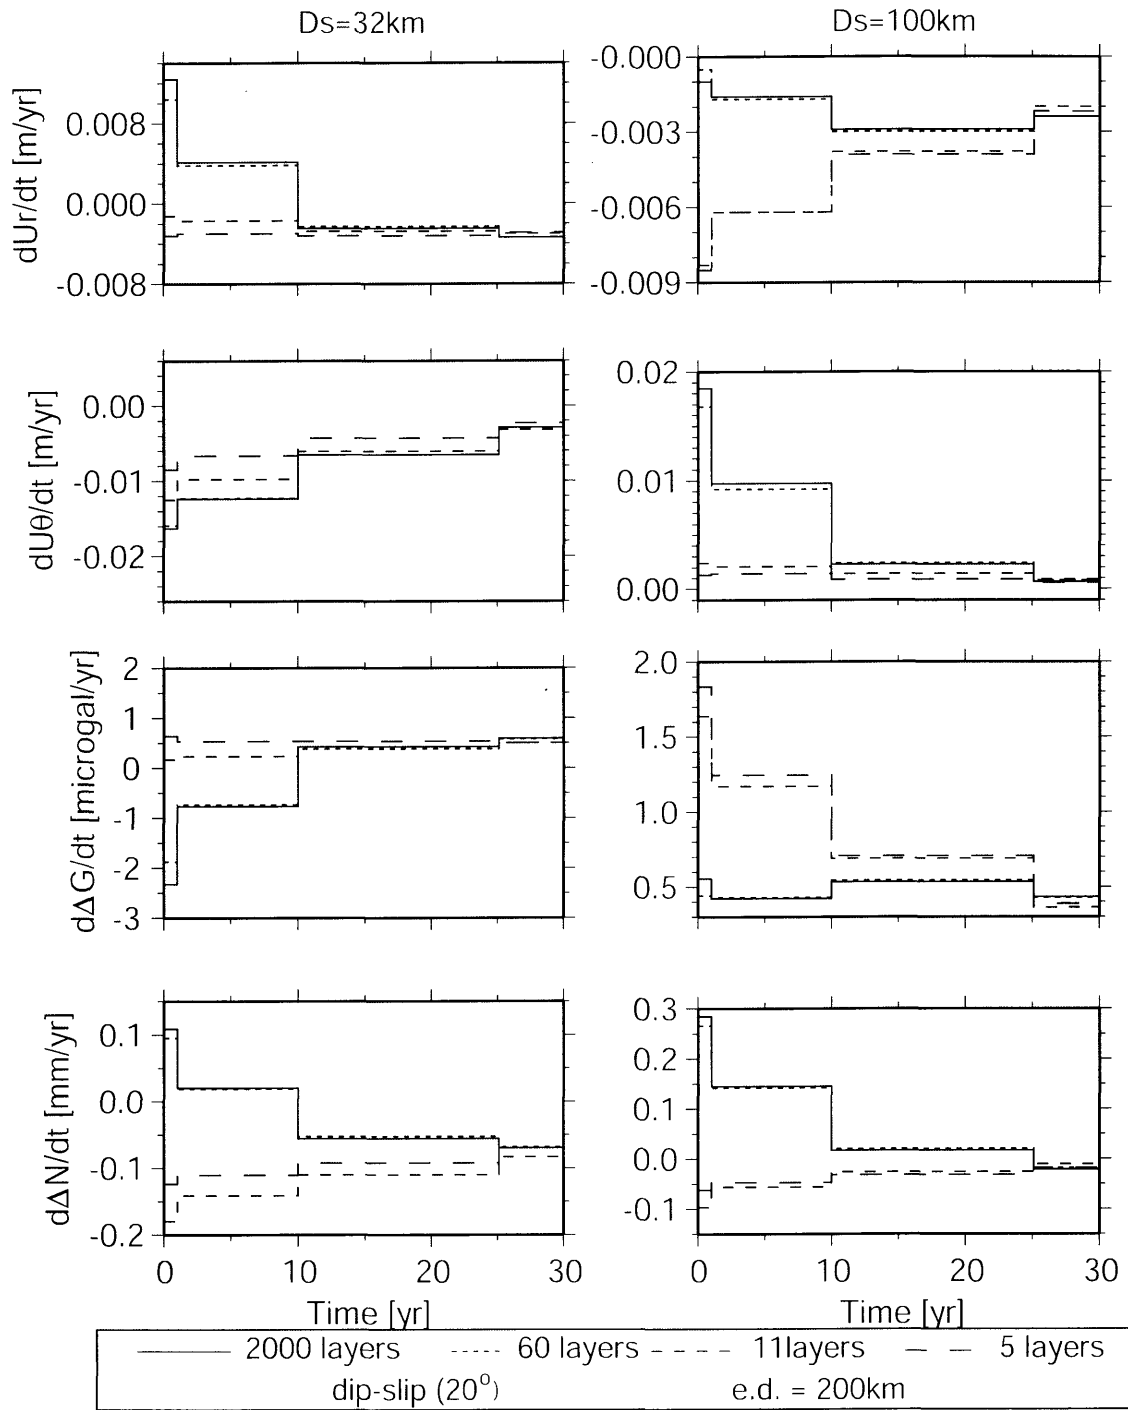 Ds=32km
Ds=100km
dUr/dt [m/yr]
0.008
0.000
-0.008
-0.000
-0.003
-0.006
-0.009
dUθ/dt [m/yr]
0.00
-0.01
-0.02
0.02
0.01
0.00
dΔG/dt [microgal/yr]
2
1
0
-1
-2
-3
2.0
1.5
1.0
0.5
dΔN/dt [mm/yr]
0.1
0.0
-0.1
-0.2
0.3
0.2
0.1
0.0
-0.1
0 10 20 30
0 10 20 30
Time [yr]
Time [yr]
2000 layers 60 layers 11layers 5 layers
dip-slip (20°) e.d. = 200km